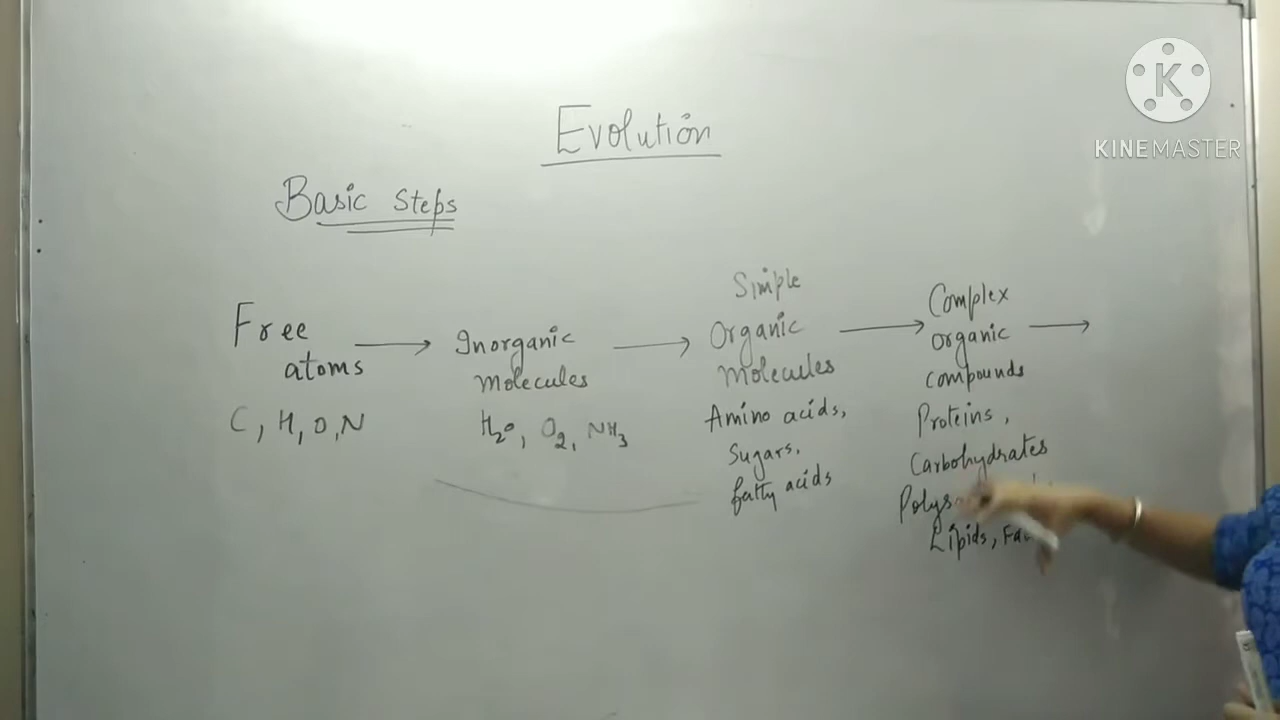 K
KINEMASTER
Evolution
Basic Steps
Free
atoms
C, H, O, N
Inorganic
Molecules
H2O, O2, NH3
Simple
Organic
Molecules
Amino acids,
Sugars,
fatty acids
Complex
Organic
Compounds
Proteins,
Carbohydrates
Lipids,